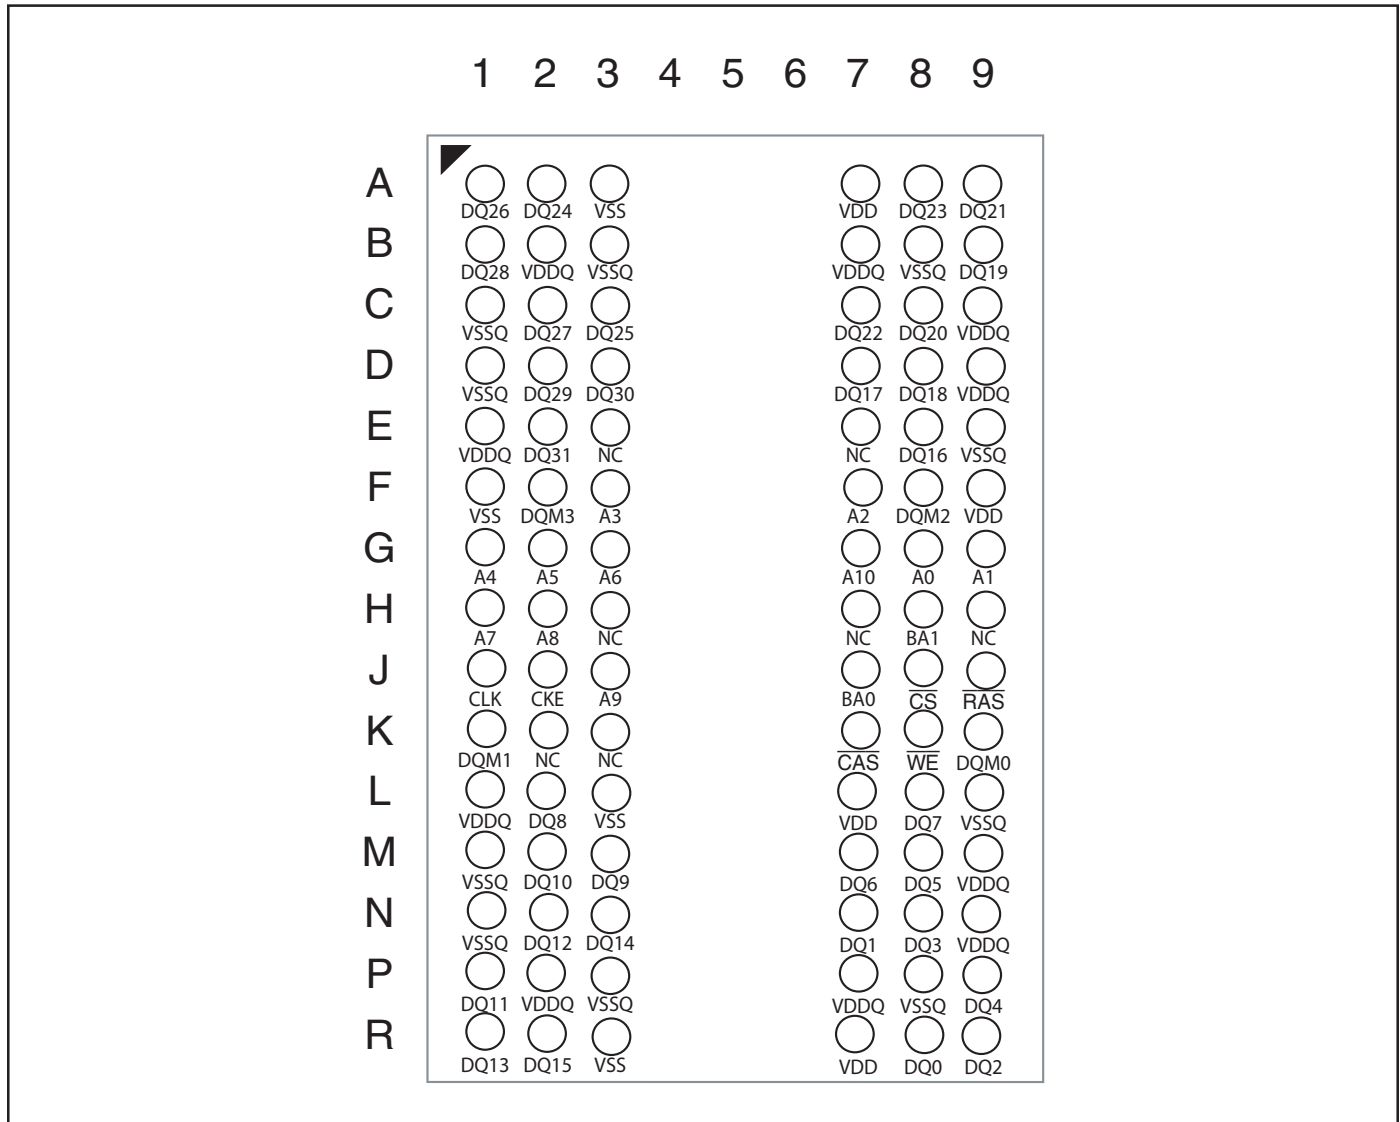 1 2 3 4 5 6 7 8 9
A
DQ26 DQ24 VSS VDD DQ23 DQ21
B
DQ28 VDDQ VSSQ VDDQ VSSQ DQ19
C
VSSQ DQ27 DQ25 DQ22 DQ20 VDDQ
D
VSSQ DQ29 DQ30 DQ17 DQ18 VDDQ
E
VDDQ DQ31 NC NC DQ16 VSSQ
F
VSS DQM3 A3 A2 DQM2 VDD
G
A4 A5 A6 A10 A0 A1
H
A7 A8 NC NC BA1 NC
J
CLK CKE A9 BA0 C̅S̅ R̅A̅S̅
K
DQM1 NC NC C̅A̅S̅ W̅E̅ DQM0
L
VDDQ DQ8 VSS VDD DQ7 VSSQ
M
VSSQ DQ10 DQ9 DQ6 DQ5 VDDQ
N
VSSQ DQ12 DQ14 DQ1 DQ3 VDDQ
P
DQ11 VDDQ VSSQ VDDQ VSSQ DQ4
R
DQ13 DQ15 VSS VDD DQ0 DQ2